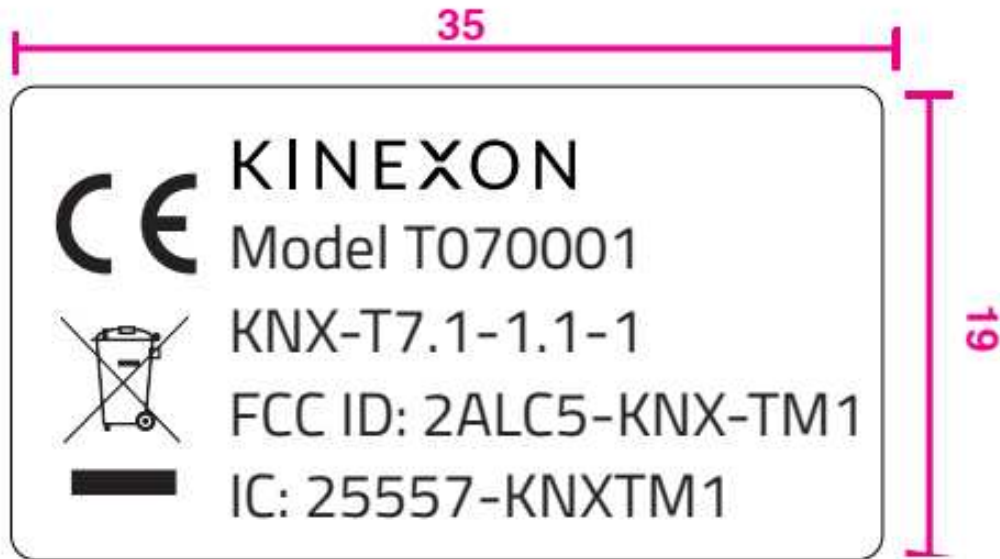 35
KINEXON
CE
Model T070001
KNX-T7.1-1.1-1
19
FCC ID: 2ALC5-KNX-TM1
IC: 25557-KNXTM1